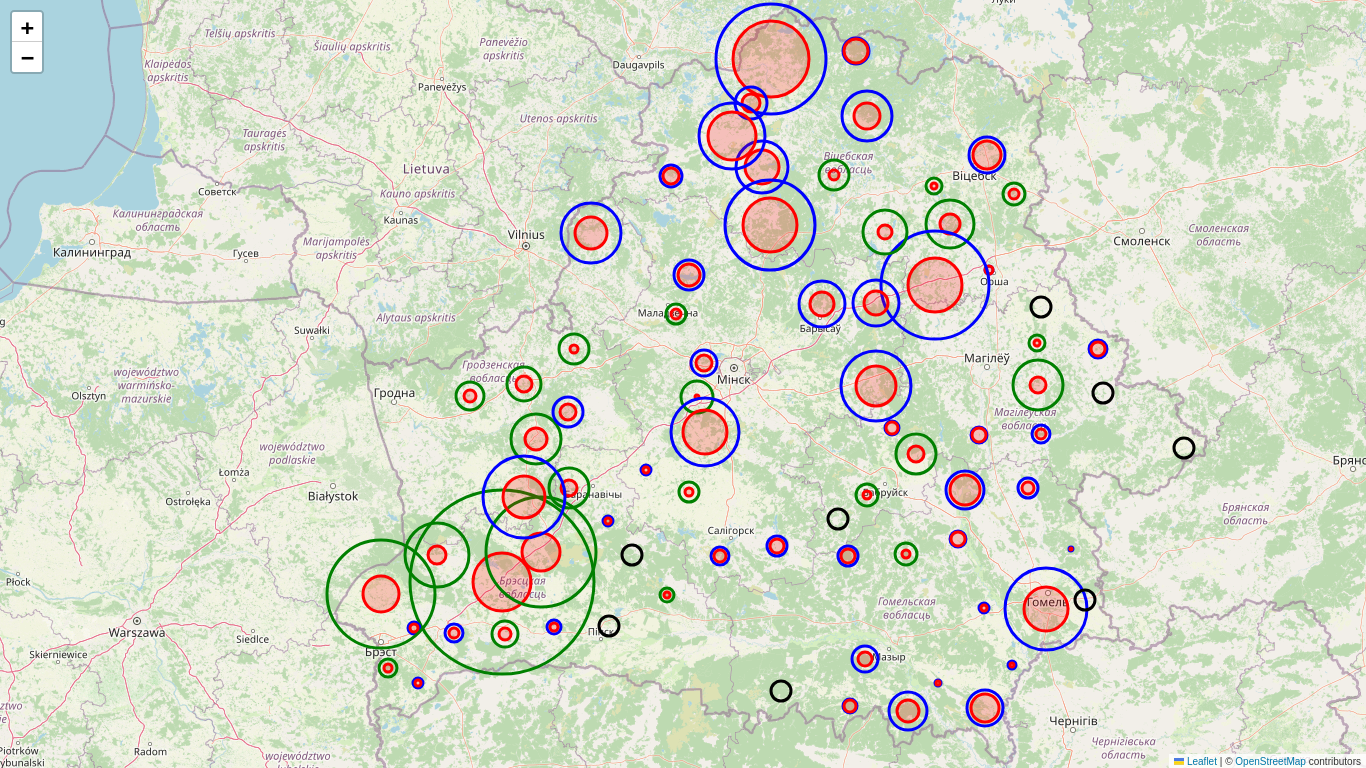 +
−
Луки
Telšių apskritis
Šiaulių apskritis
Panevėžio
apskritis
Klaipėdos
apskritis
Daugavpils
Panevėžys
Utenos apskritis
Tauragės
apskritis
Lietuva
Віцебская
вобласць
Віцебск
Советск
Kauno apskritis
Калининградская
область
Kaunas
Vilnius
Смоленск
Смоленская
область
Калининград
Гусев
Marijampolės
apskritis
Орша
Alytaus apskritis
Маладзечна
Барысаў
Suwałki
Гродзенская
вобласць
Мінск
Магілёў
województwo
warmińsko-
mazurskie
Olsztyn
Гродна
Магілёўская
вобласць
województwo
podlaskie
Łomża
Białystok
Ostrołęka
Баранавічы
Бабруйск
Брянс
Брянская
область
Салігорск
Płock
Брэсцкая
вобласць
Гомельская
вобласць
Гомель
Warszawa
Siedlce
Skierniewice
Брэст
Пінск
Мазыр
Чернігів
Чернігівська
область
Radom
Piotrków
Trybunalski
województwo
Leaflet | © OpenStreetMap contributors